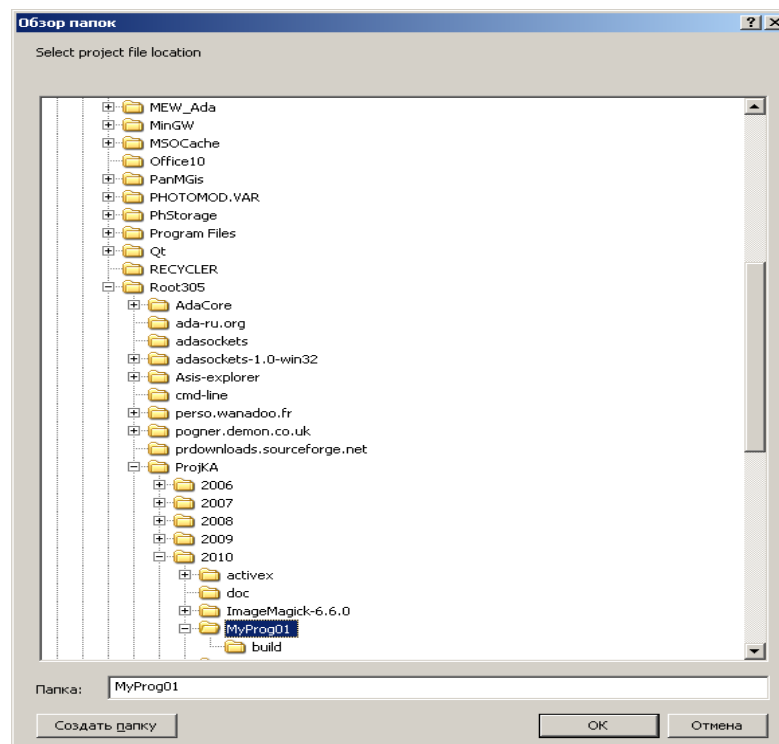 Обзор папок
Select project file location
MEW_Ada
MinGW
MSOCache
Office10
PanMGis
PHOTOMOD.VAR
PhStorage
Program Files
Qt
RECYCLER
Root305
AdaCore
ada-ru.org
adasockets
adasockets-1.0-win32
Asis-explorer
cmd-line
perso.wanadoo.fr
pogner.demon.co.uk
prdownloads.sourceforge.net
ProjKA
2006
2007
2008
2009
2010
activex
doc
ImageMagick-6.6.0
MyProg01
build
Папка: MyProg01
Создать папку OK Отмена